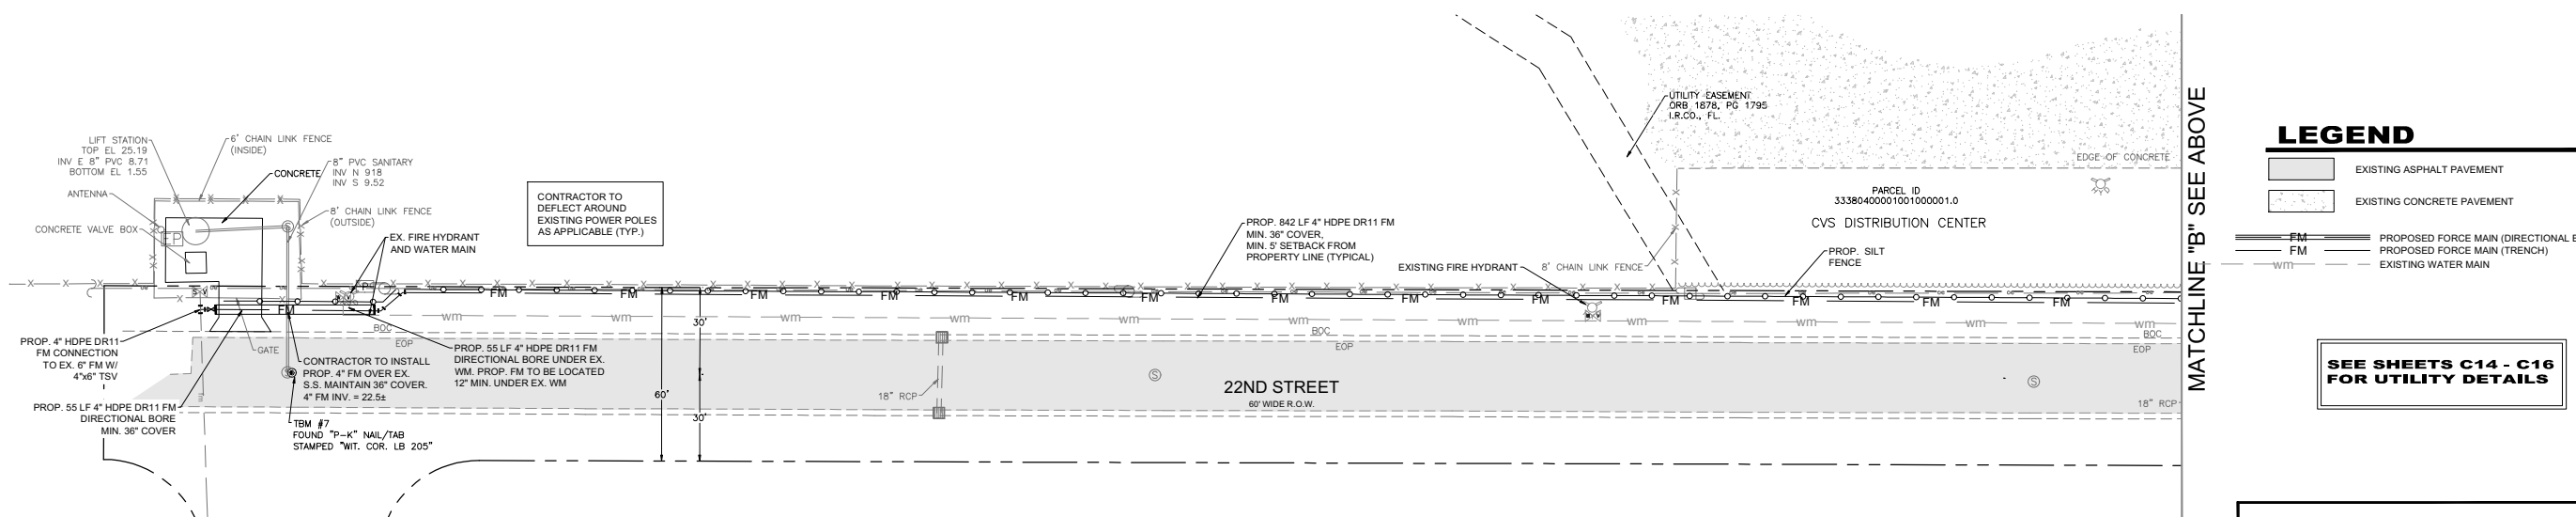 LIFT STATION
TOP EL 25.19
INV E 8" PVC 8.71
BOTTOM EL 1.55
6' CHAIN LINK FENCE
(INSIDE)
8" PVC SANITARY
INV N 918
INV S 9.52
CONCRETE
ANTENNA
8' CHAIN LINK FENCE
(OUTSIDE)
CONCRETE VALVE BOX
EP
EX. FIRE HYDRANT
AND WATER MAIN
CONTRACTOR TO
DEFLECT AROUND
EXISTING POWER POLES
AS APPLICABLE (TYP.)
PROP. 842 LF 4" HDPE DR11 FM
MIN. 36" COVER,
MIN. 5' SETBACK FROM
PROPERTY LINE (TYPICAL)
EXISTING FIRE HYDRANT
8' CHAIN LINK FENCE
UTILITY EASEMENT
ORB 1878, PG 1795
I.R.CO., FL.
EDGE OF CONCRETE
PARCEL ID
33380400001001000001.0
CVS DISTRIBUTION CENTER
PROP. SILT
FENCE
FM FM FM FM FM FM FM FM FM FM FM FM FM FM
wm wm wm wm wm wm wm wm wm wm wm
BOC BOC BOC
EOP EOP EOP
PROP. 4" HDPE DR11
FM CONNECTION
TO EX. 6" FM W/
4"x6" TSV
GATE
CONTRACTOR TO INSTALL
PROP. 4" FM OVER EX.
S.S. MAINTAIN 36" COVER.
4" FM INV. = 22.5±
PROP. 55 LF 4" HDPE DR11 FM
DIRECTIONAL BORE UNDER EX.
WM. PROP. FM TO BE LOCATED
12" MIN. UNDER EX. WM
PROP. 55 LF 4" HDPE DR11 FM
DIRECTIONAL BORE
MIN. 36" COVER
TBM #7
FOUND "P-K" NAIL/TAB
STAMPED "WIT. COR. LB 205"
30'
60'
30'
18" RCP
S
22ND STREET
60' WIDE R.O.W.
S
18" RCP
MATCHLINE "B" SEE ABOVE
LEGEND
EXISTING ASPHALT PAVEMENT
EXISTING CONCRETE PAVEMENT
FM PROPOSED FORCE MAIN (DIRECTIONAL
FM PROPOSED FORCE MAIN (TRENCH)
wm EXISTING WATER MAIN
SEE SHEETS C14 - C16
FOR UTILITY DETAILS